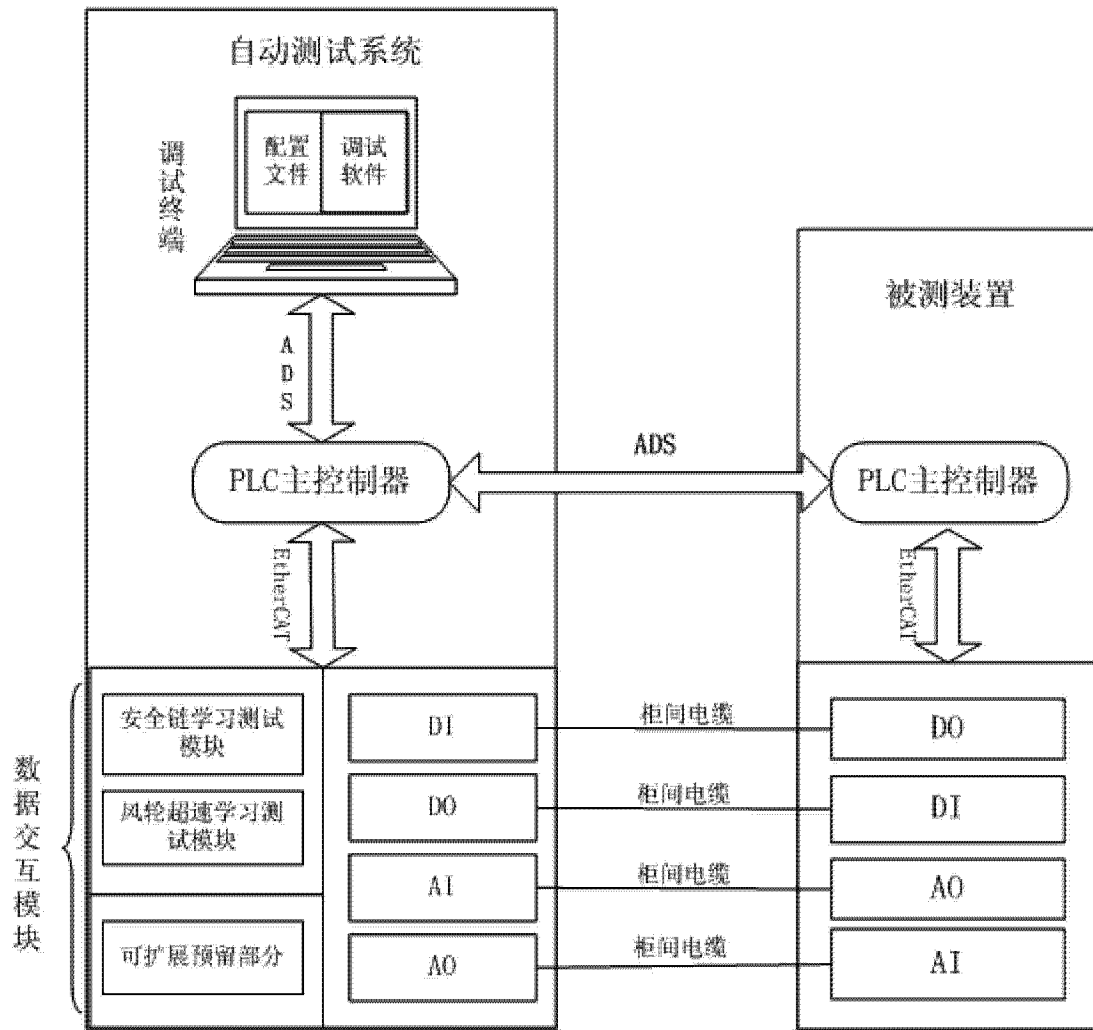 自动测试系统
调试终端
配置
文件
调试
软件
被测装置
ADS
ADS
PLC主控制器
PLC主控制器
EtherCAT
EtherCAT
数据交互模块
安全链学习测试
模块
风轮超速学习测
试模块
可扩展预留部分
DI
柜间电缆
DO
DO
柜间电缆
DI
AI
柜间电缆
AO
AO
柜间电缆
AI